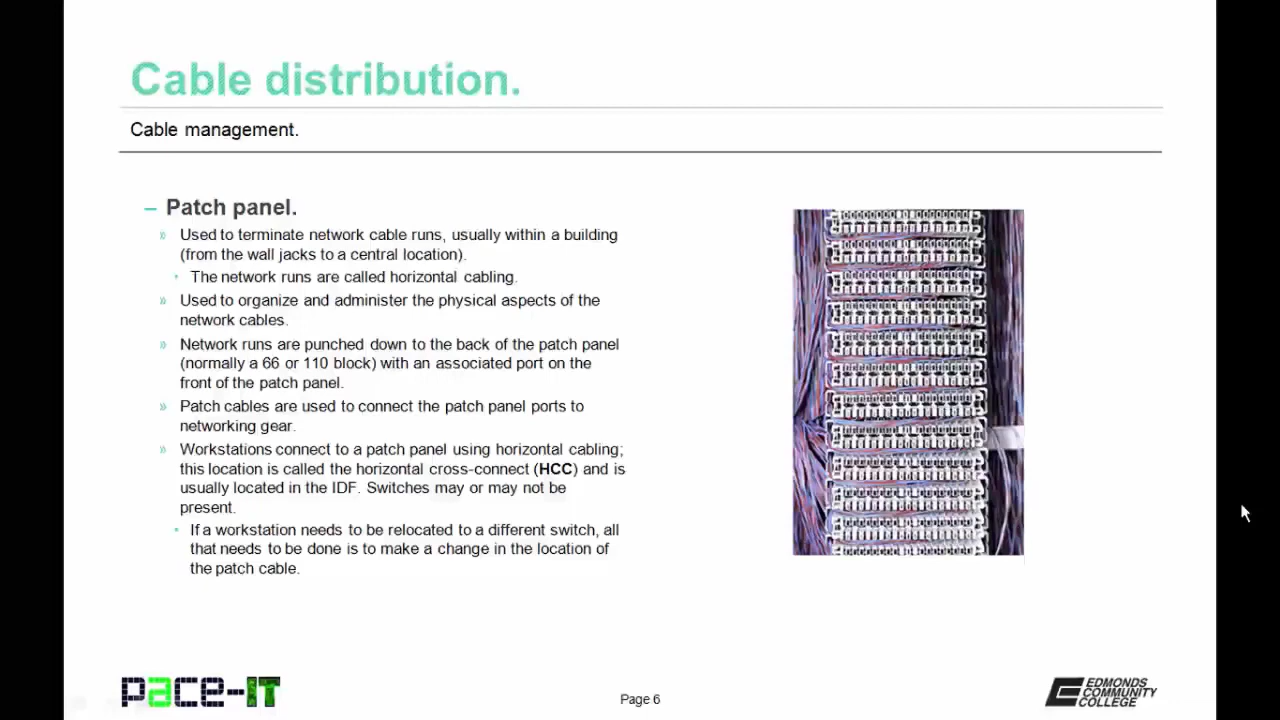 Cable distribution.
Cable management.
– Patch panel.
» Used to terminate network cable runs, usually within a building
(from the wall jacks to a central location).
• The network runs are called horizontal cabling.
» Used to organize and administer the physical aspects of the
network cables.
» Network runs are punched down to the back of the patch panel
(normally a 66 or 110 block) with an associated port on the
front of the patch panel.
» Patch cables are used to connect the patch panel ports to
networking gear.
» Workstations connect to a patch panel using horizontal cabling;
this location is called the horizontal cross-connect (HCC) and is
usually located in the IDF. Switches may or may not be
present.
• If a workstation needs to be relocated to a different switch, all
that needs to be done is to make a change in the location of
the patch cable.
pace-IT
Page 6
EDMONDS
COMMUNITY
COLLEGE